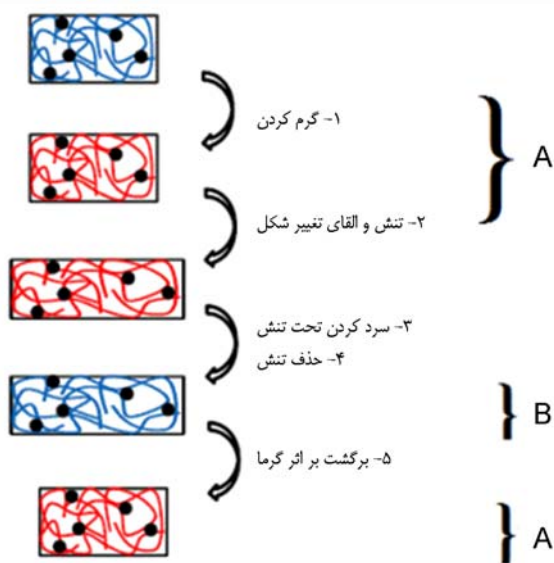 ۱- گرم کردن
A
۲- تنش و القای تغییر شکل
۳- سرد کردن تحت تنش
۴- حذف تنش
B
۵- برگشت بر اثر گرما
A